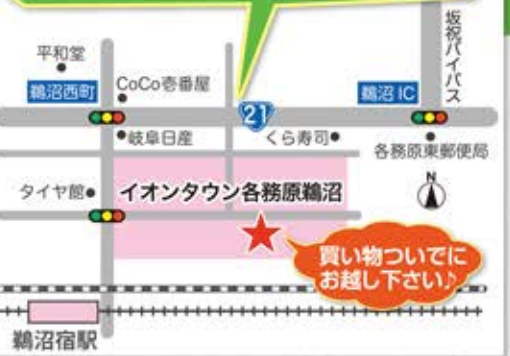 坂祝バイパス
平和堂
鵜沼西町
CoCo壱番屋
21
鵜沼 IC
岐阜日産
くら寿司
各務原東郵便局
N
タイヤ館
イオンタウン各務原鵜沼
買い物ついでに
お越し下さい♪
鵜沼宿駅